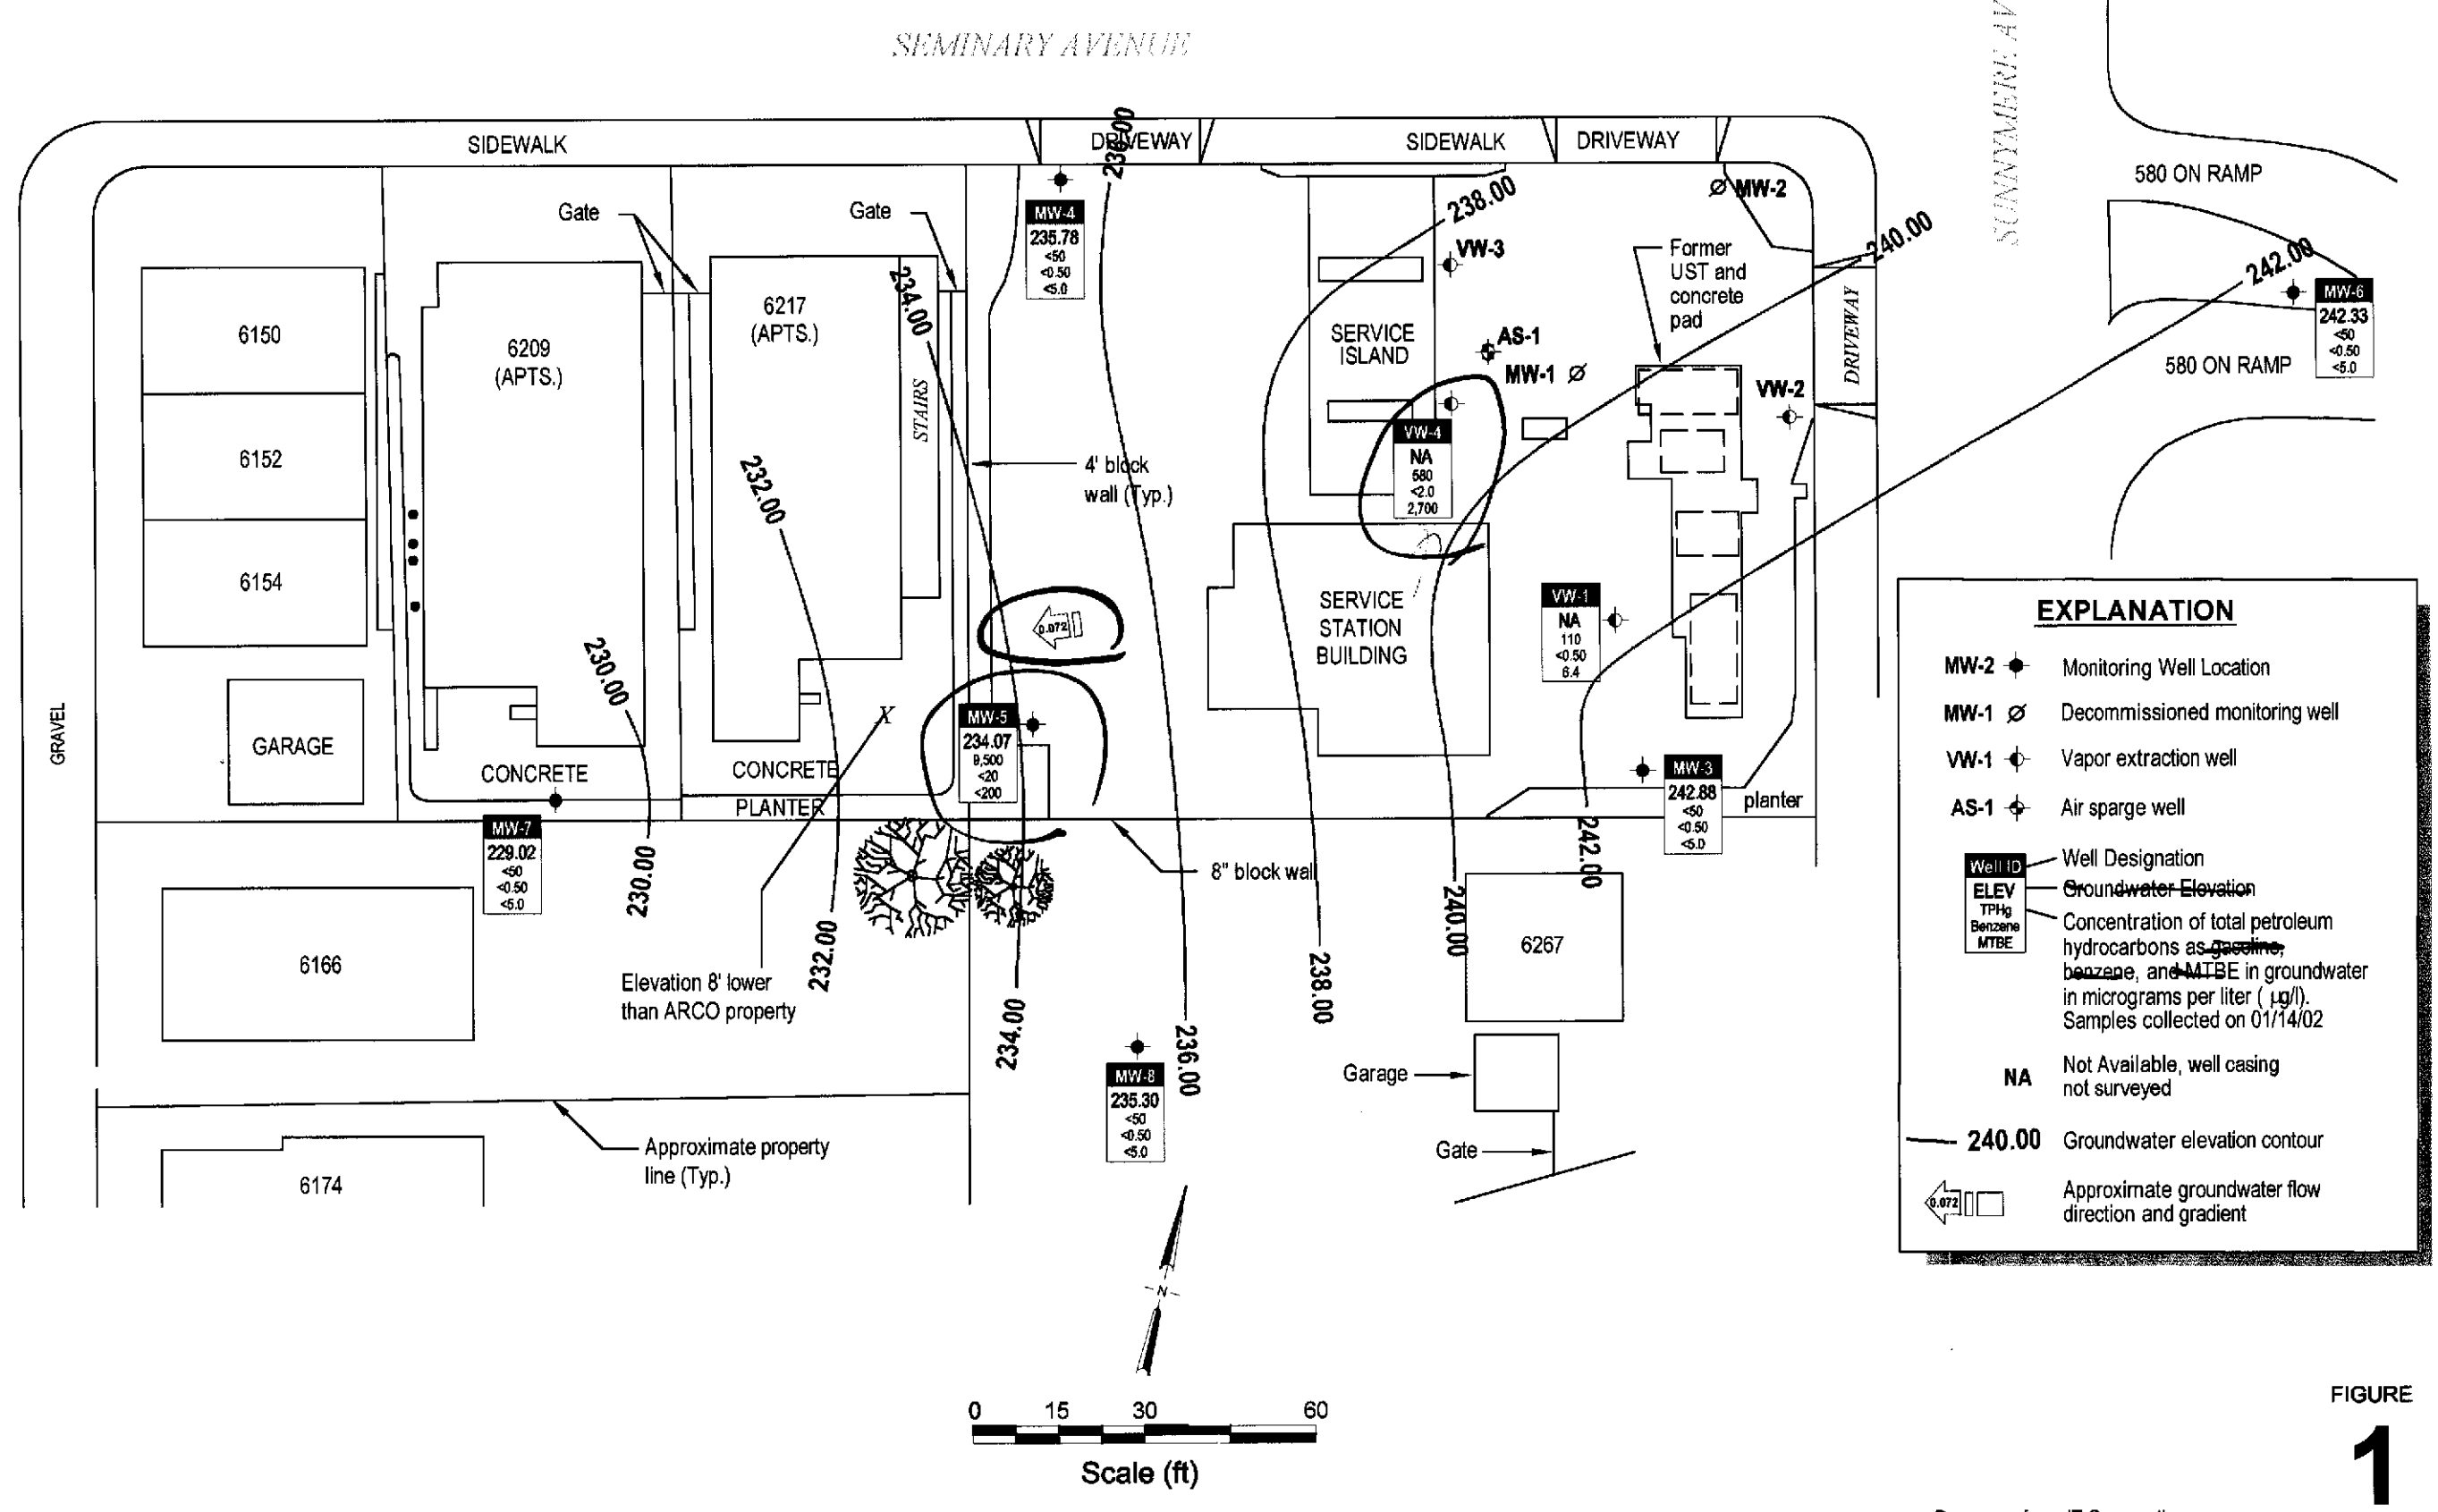 SEMINARY AVENUE
SUNNYMERE AV
SIDEWALK
DRIVEWAY
SIDEWALK
DRIVEWAY
236.00
580 ON RAMP
MW-4
235.78
<50
<0.50
<5.0
Gate
Gate
238.00
MW-2
VW-3
240.00
242.00
Former
UST and
concrete
pad
MW-6
242.33
<50
<0.50
<5.0
580 ON RAMP
DRIVEWAY
234.00
6150
6209
(APTS.)
6217
(APTS.)
STAIRS
SERVICE
ISLAND
AS-1
MW-1
VW-2
VW-4
NA
580
<2.0
2,700
6152
232.00
4' block
wall (Typ.)
6154
0.072
SERVICE
STATION
BUILDING
VW-1
NA
110
<0.50
6.4
230.00
GRAVEL
GARAGE
X
MW-5
234.07
9,500
<20
<200
CONCRETE
CONCRETE
PLANTER
MW-3
242.88
<50
<0.50
<5.0
planter
MW-7
229.02
<50
<0.50
<5.0
230.00
232.00
8" block wall
242.00
240.00
6267
6166
Elevation 8' lower
than ARCO property
234.00
236.00
238.00
MW-8
235.30
<50
<0.50
<5.0
Garage
Gate
Approximate property
line (Typ.)
6174
EXPLANATION
MW-2 Monitoring Well Location
MW-1 Decommissioned monitoring well
VW-1 Vapor extraction well
AS-1 Air sparge well
Well ID
ELEV
TPHg
Benzene
MTBE
Well Designation
Groundwater Elevation
Concentration of total petroleum
hydrocarbons as gasoline,
benzene, and MTBE in groundwater
in micrograms per liter ( µg/l).
Samples collected on 01/14/02
NA Not Available, well casing
not surveyed
240.00 Groundwater elevation contour
0.072 Approximate groundwater flow
direction and gradient
N
0 15 30 60
Scale (ft)
FIGURE
1